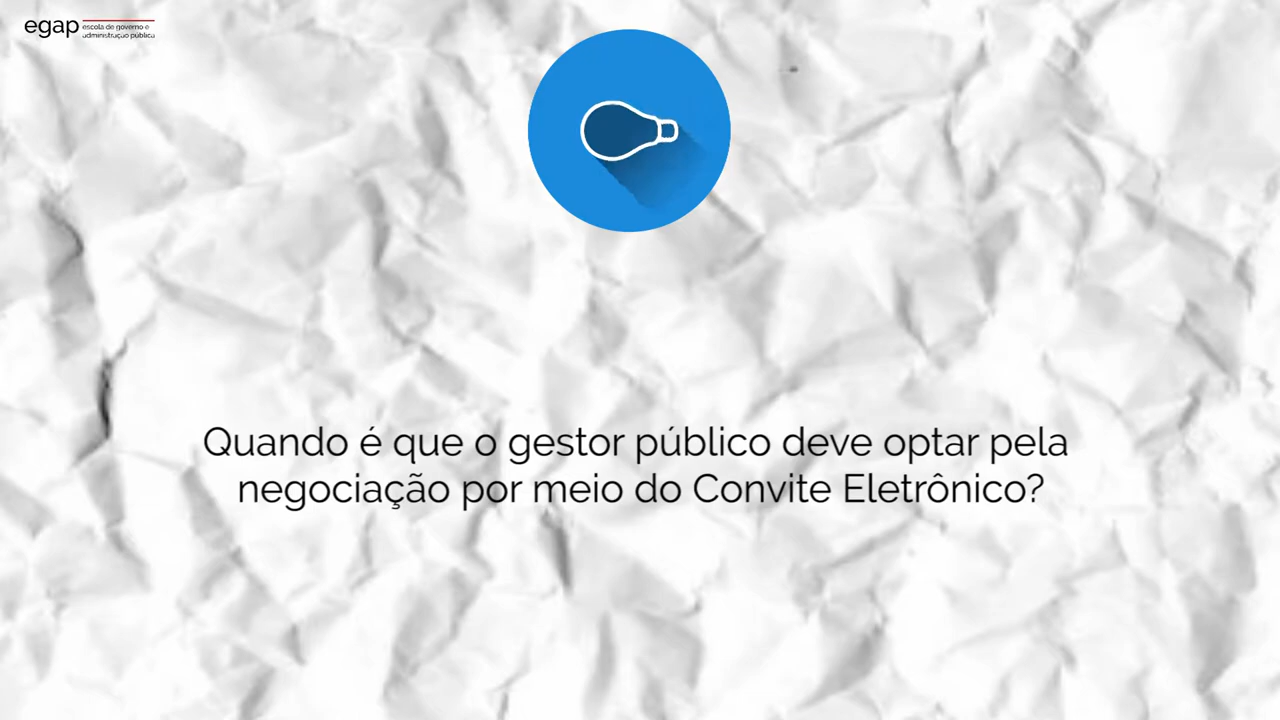 egap
escola de governo e
administração pública
Quando é que o gestor público deve optar pela
negociação por meio do Convite Eletrônico?